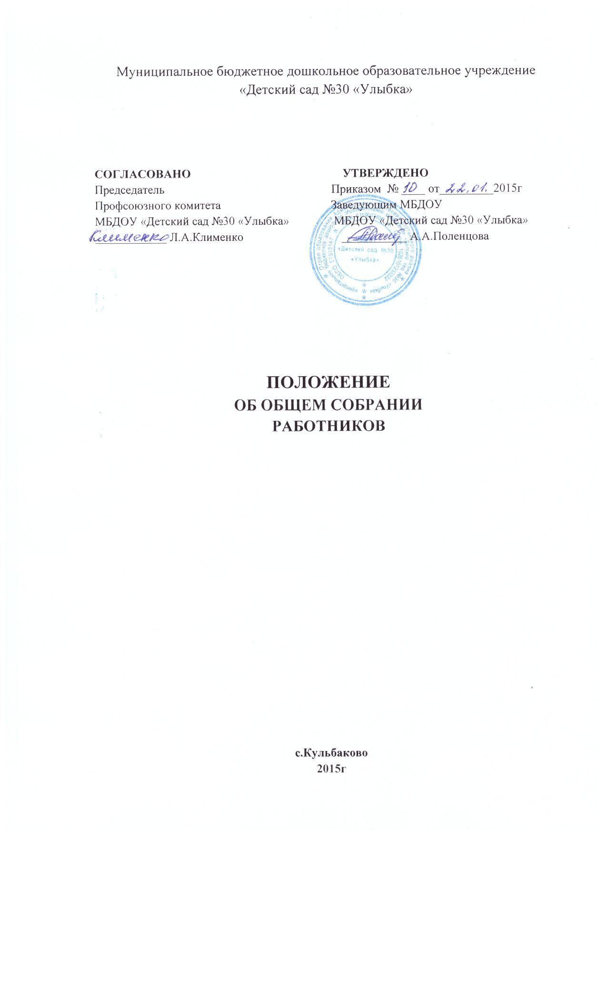 Муниципальное бюджетное дошкольное образовательное учреждение
«Детский сад №30 «Улыбка»
СОГЛАСОВАНО
Председатель
Профсоюзного комитета
МБДОУ «Детский сад №30 «Улыбка»
Клименко Л.А.Клименко
УТВЕРЖДЕНО
Приказом № 10 от 22.01.2015г
Заведующим МБДОУ
МБДОУ «Детский сад №30 «Улыбка»
А.А.Поленцова
«Детский сад №30
«Улыбка»
ПОЛОЖЕНИЕ
ОБ ОБЩЕМ СОБРАНИИ
РАБОТНИКОВ
с.Кульбаково
2015г